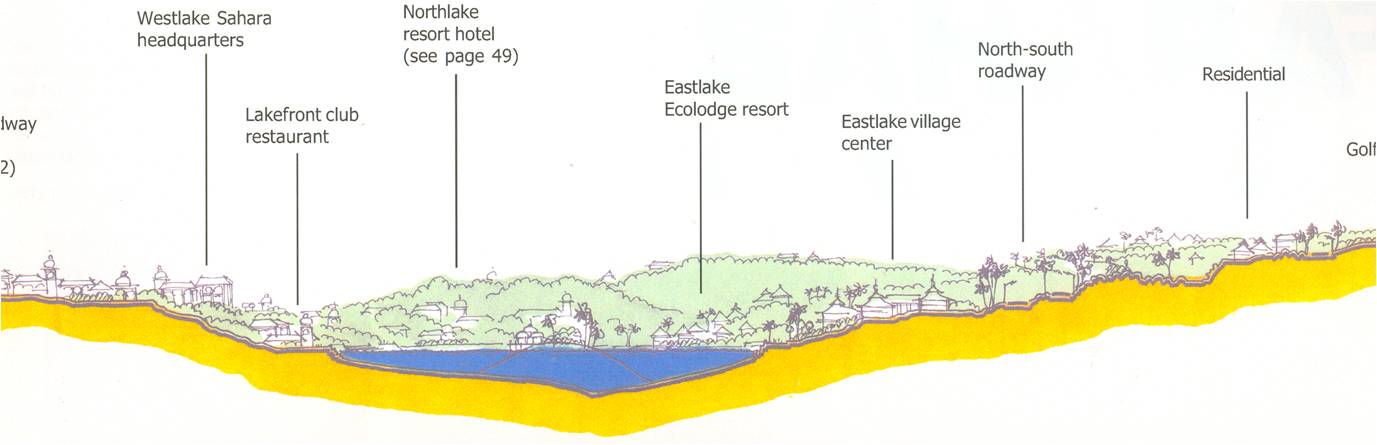 Westlake Sahara
headquarters
Northlake
resort hotel
(see page 49)
Lakefront club
restaurant
Eastlake
Ecolodge resort
Eastlake village
center
North-south
roadway
Residential
Golf
lway
2)